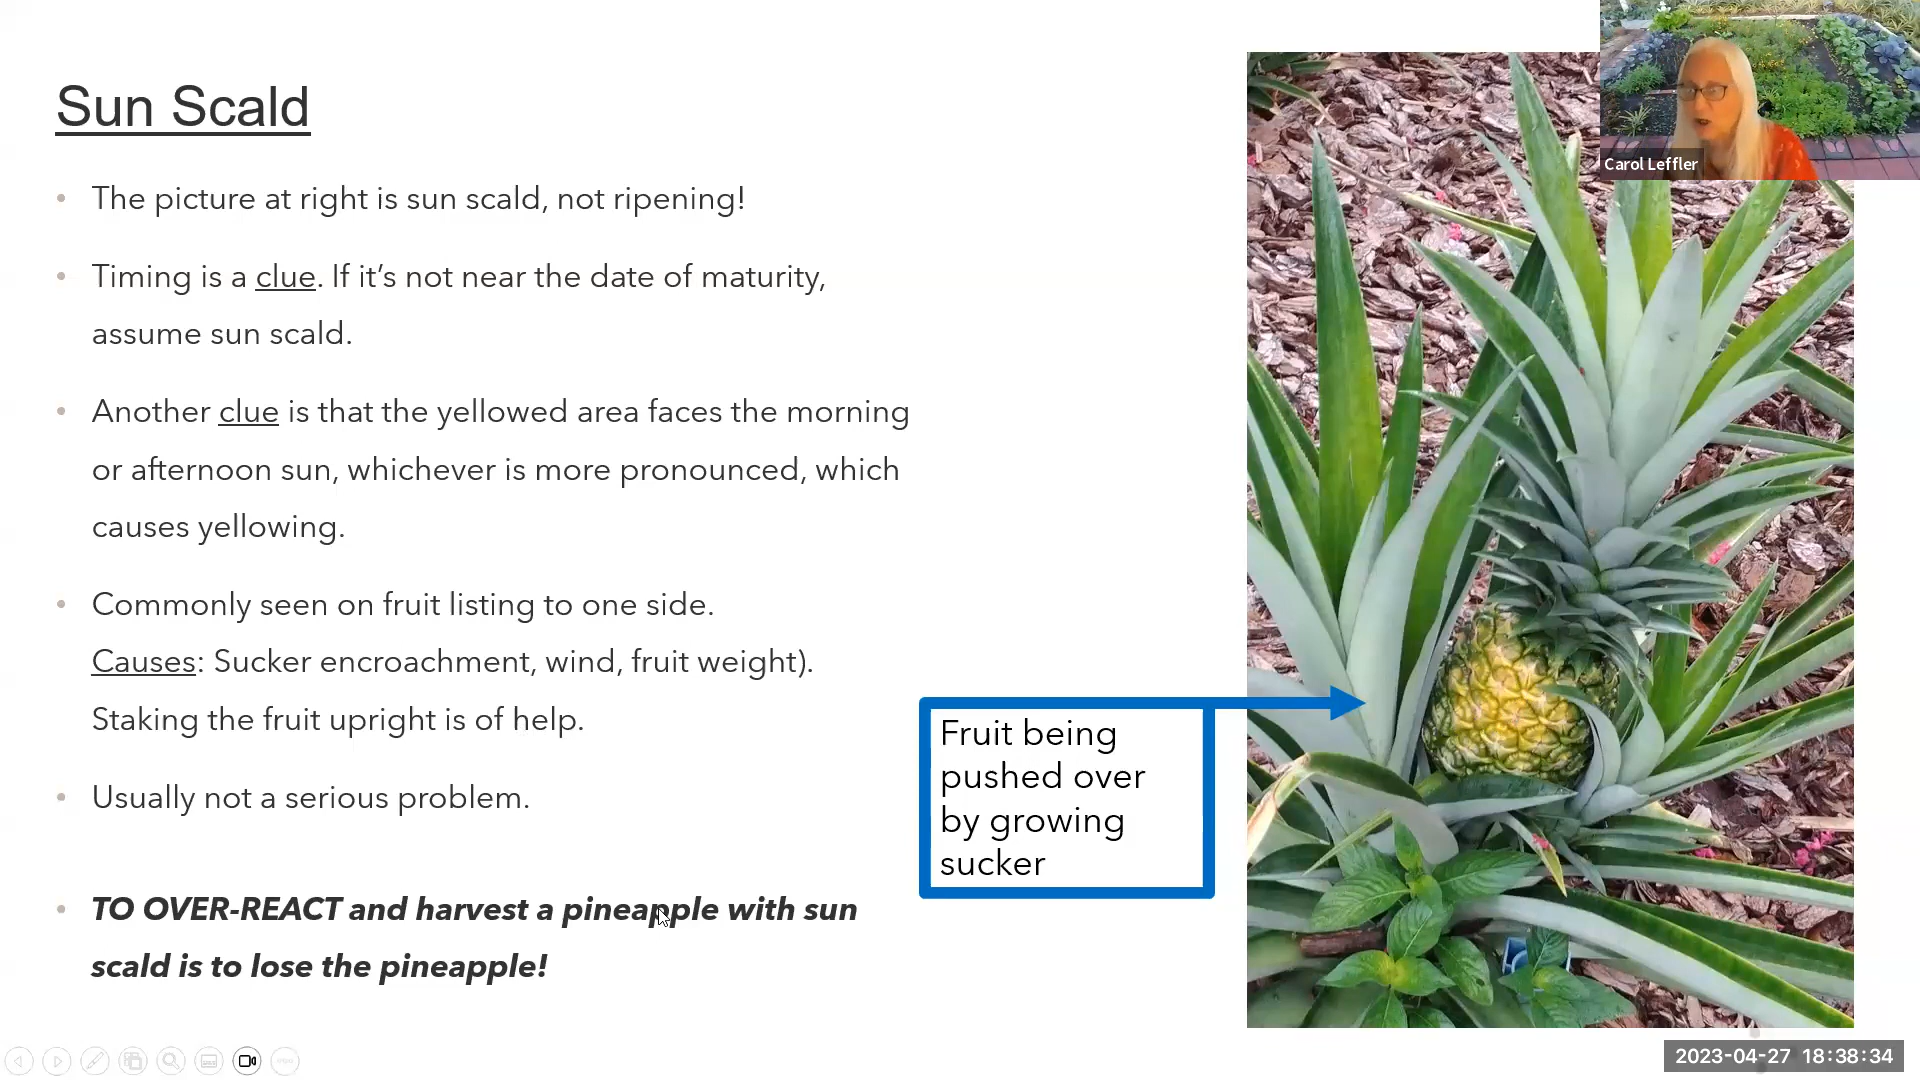 Sun Scald
The picture at right is sun scald, not ripening!
Timing is a clue. If it’s not near the date of maturity,
assume sun scald.
Another clue is that the yellowed area faces the morning
or afternoon sun, whichever is more pronounced, which
causes yellowing.
Commonly seen on fruit listing to one side.
Causes: Sucker encroachment, wind, fruit weight).
Staking the fruit upright is of help.
Usually not a serious problem.
TO OVER-REACT and harvest a pineapple with sun
scald is to lose the pineapple!
Fruit being
pushed over
by growing
sucker
Carol Leffler
2023-04-27 18:38:34